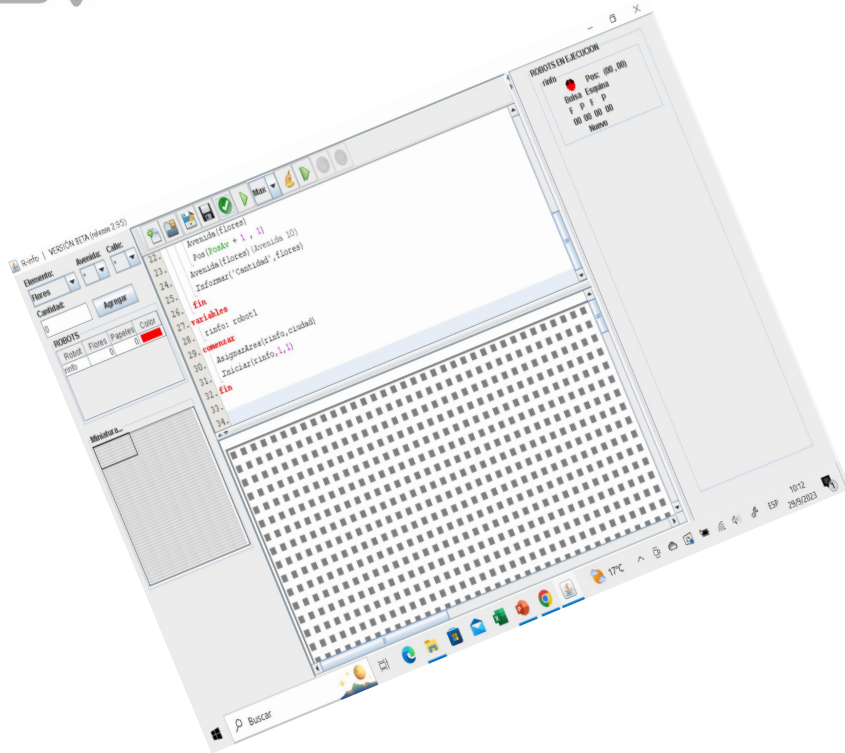 R-info | VERSIÓN BETA (release 2.9.5)
Elemento:
Avenida:
Calle:
Flores
*
*
Cantidad:
0
Agregar
ROBOTS
Robot Flores Papeles Color
rinfo 0 0
Miniatura...
Max
22. Avenida(flores)
23. Pos(PosAv + 1 , 1)
24. Avenida(flores){Avenida 10}
25. Informar('Cantidad',flores)
26. fin
27. variables
28. rinfo: robot1
29. comenzar
30. AsignarArea(rinfo,ciudad)
31. Iniciar(rinfo,1,1)
32. fin
33.
34.
ROBOTS EN EJECUCION
rinfo
Pos: (00 , 00)
Bolsa Esquina
F P F P
00 00 00 00
Nuevo
Buscar
17°C
ESP
10:12
29/9/2023
1